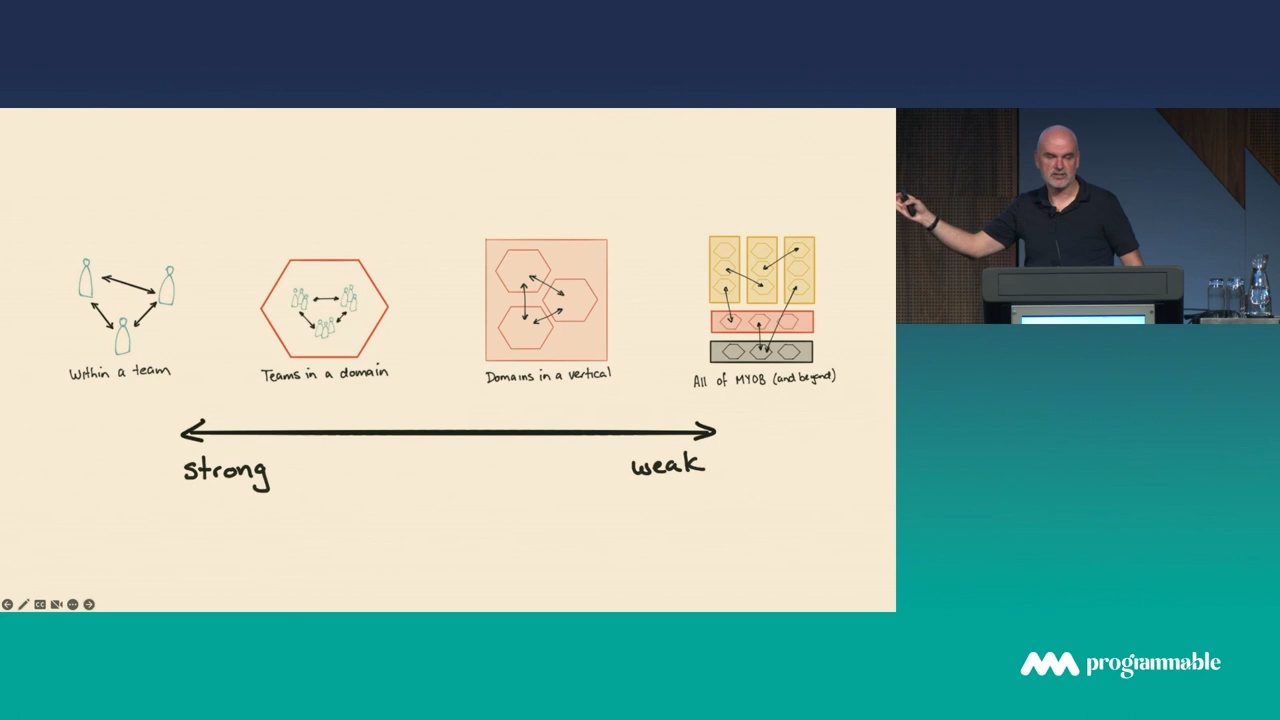 Within a team
Teams in a domain
Domains in a vertical
All of MYOB (and beyond)
strong
weak
programmable